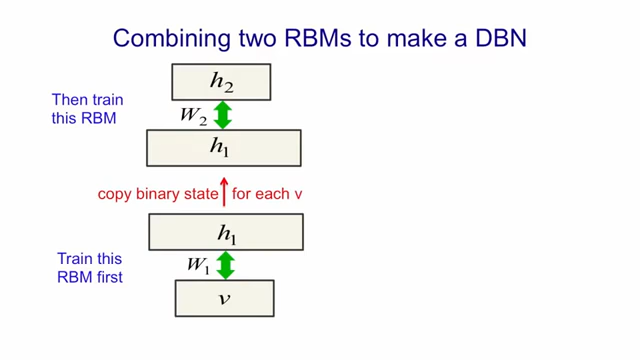 Combining two RBMs to make a DBN
h₂
Then train
this RBM
W₂
h₁
copy binary state for each v
h₁
Train this
RBM first
W₁
v